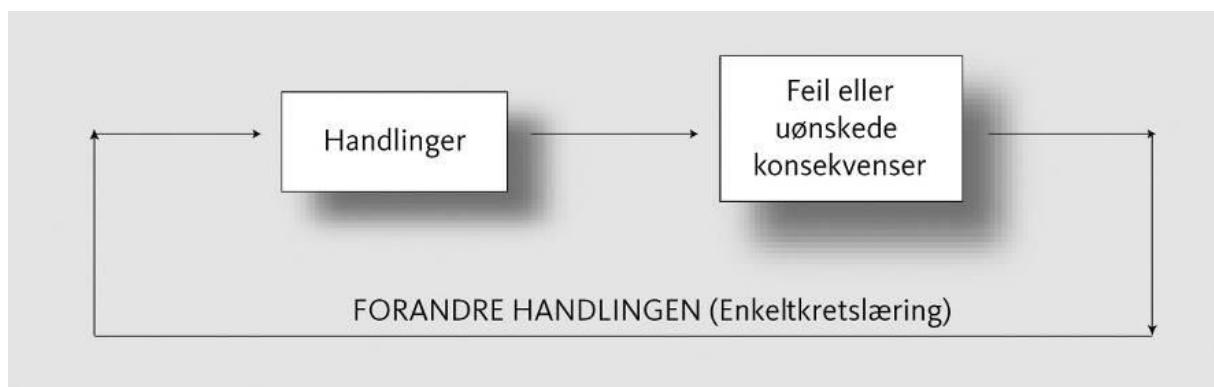 Handlinger
Feil eller
uønskede
konsekvenser
FORANDRE HANDLINGEN (Enkeltkretslæring)